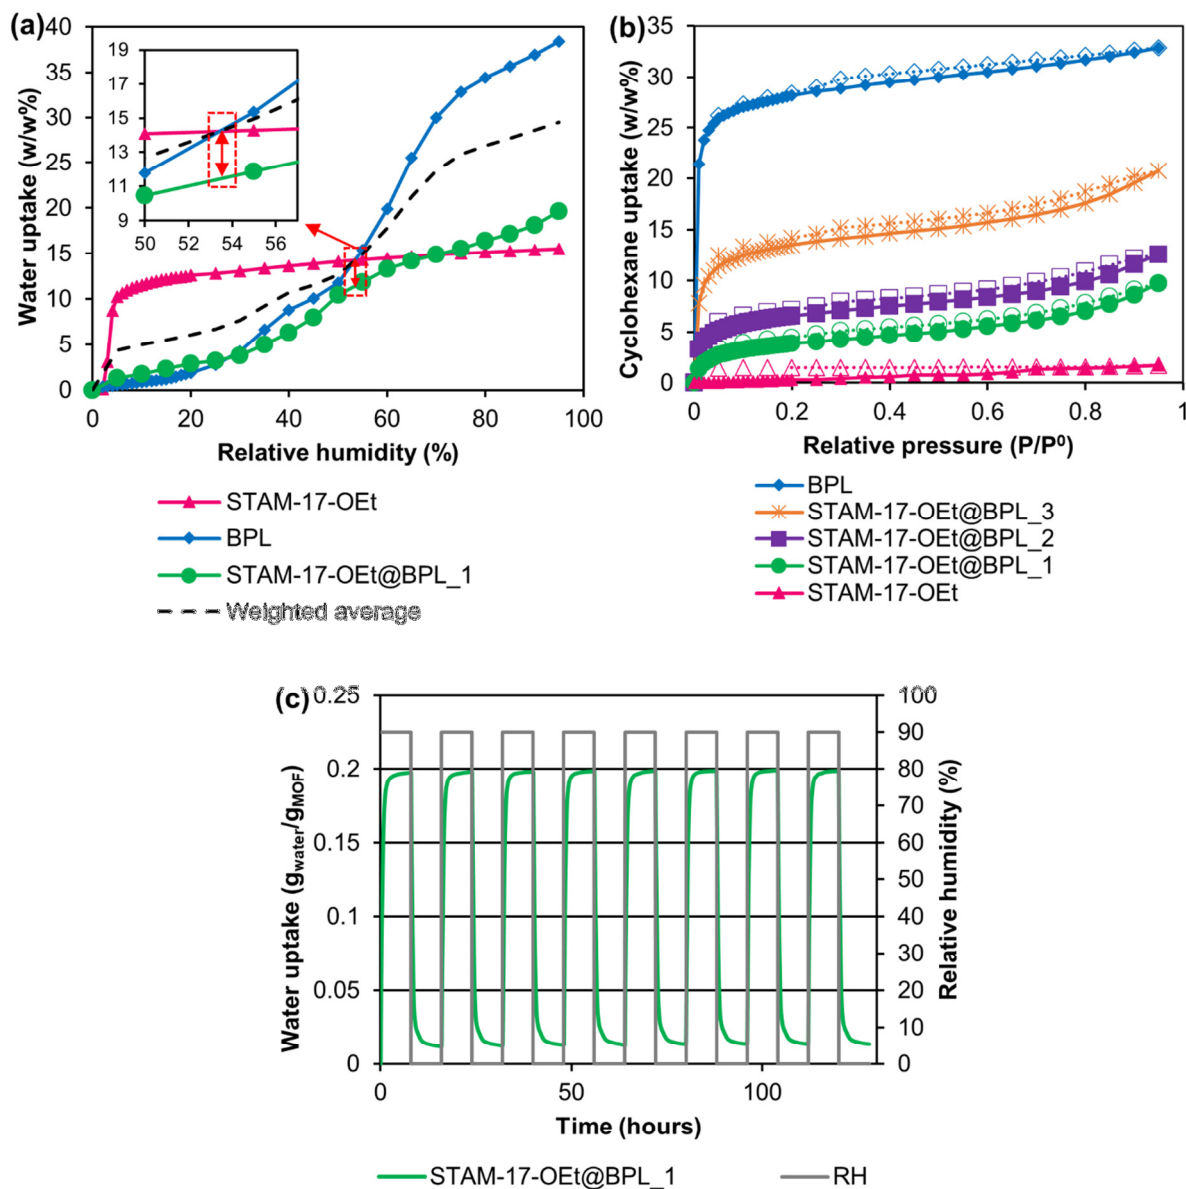 (a)
40
35
30
25
20
15
10
5
0
Water uptake (w/w%)
19
17
15
13
11
9
50 52 54 56
0 20 40 60 80 100
Relative humidity (%)
STAM-17-OEt
BPL
STAM-17-OEt@BPL_1
Weighted average
(b)
35
30
25
20
15
10
5
0
Cyclohexane uptake (w/w%)
0 0.2 0.4 0.6 0.8 1
Relative pressure (P/P⁰)
BPL
STAM-17-OEt@BPL_3
STAM-17-OEt@BPL_2
STAM-17-OEt@BPL_1
STAM-17-OEt
(c)
0.25
0.2
0.15
0.1
0.05
0
Water uptake (g_water/g_MOF)
100
90
80
70
60
50
40
30
20
10
0
Relative humidity (%)
0 50 100
Time (hours)
STAM-17-OEt@BPL_1 RH